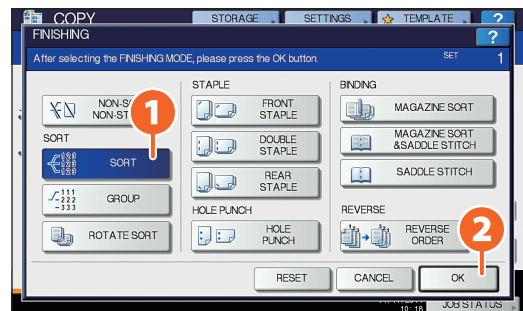 COPY STORAGE SETTINGS TEMPLATE ?
FINISHING ?
After selecting the FINISHING MODE, please press the OK button. SET 1
STAPLE BINDING
1
FRONT
STAPLE
MAGAZINE SORT
SORT
SORT
DOUBLE
STAPLE
MAGAZINE SORT
&SADDLE STITCH
GROUP
REAR
STAPLE
SADDLE STITCH
HOLE PUNCH REVERSE
ROTATE SORT
HOLE
PUNCH
REVERSE
ORDER
2
RESET CANCEL OK
JOB STATUS